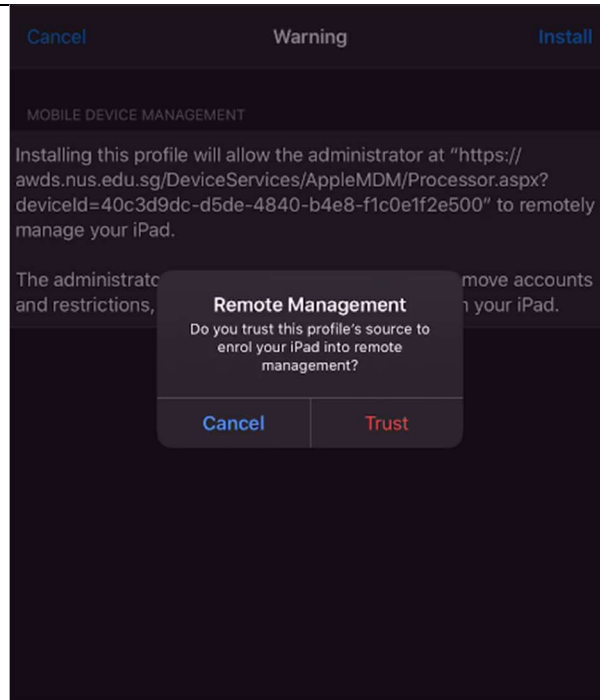 Cancel Warning Install
MOBILE DEVICE MANAGEMENT
Installing this profile will allow the administrator at “https://
awds.nus.edu.sg/DeviceServices/AppleMDM/Processor.aspx?
deviceId=40c3d9dc-d5de-4840-b4e8-f1c0e1f2e500” to remotely
manage your iPad.
The move accounts
and restrictions, your iPad.
Remote Management
Do you trust this profile’s source to
enrol your iPad into remote
management?
Cancel Trust